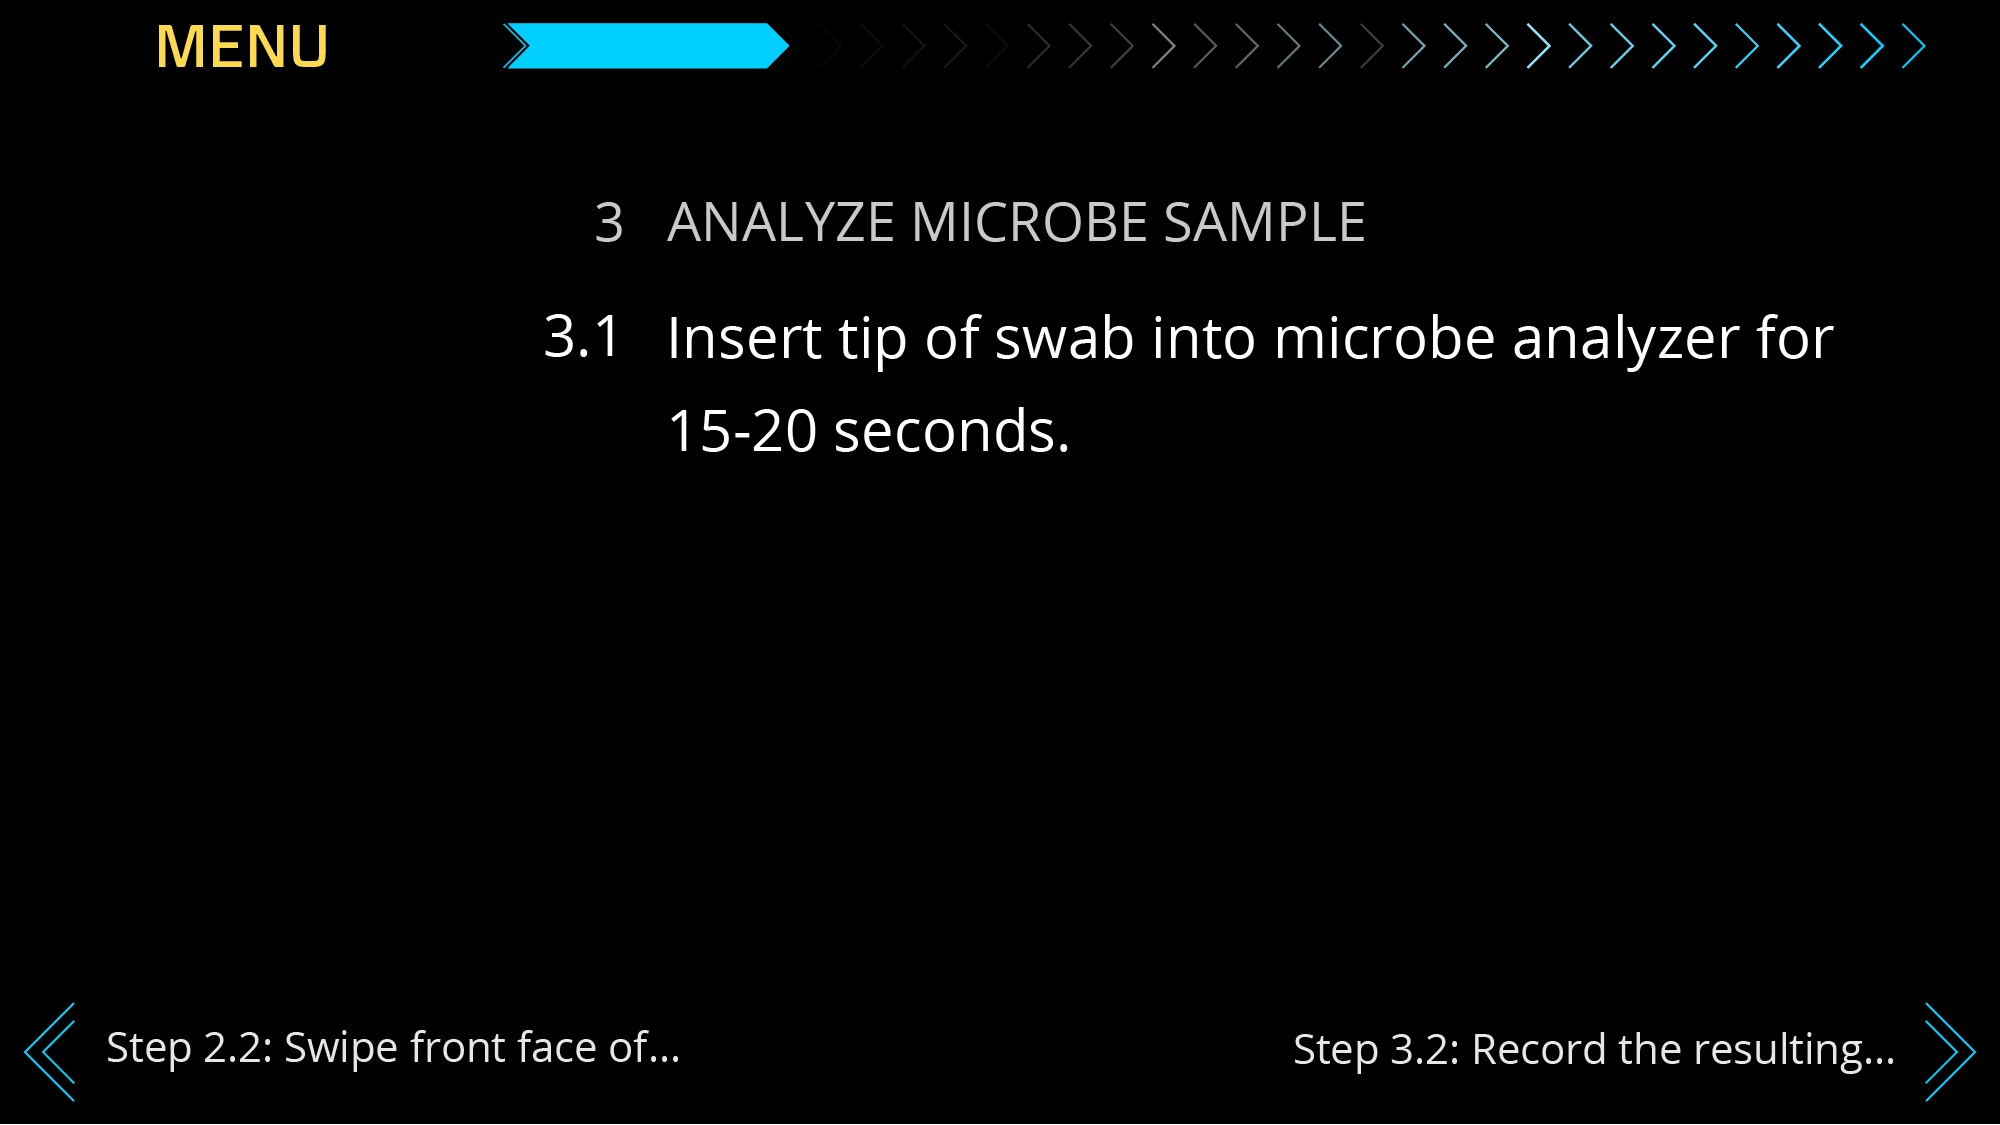 MENU
3 ANALYZE MICROBE SAMPLE
3.1 Insert tip of swab into microbe analyzer for
15-20 seconds.
Step 2.2: Swipe front face of...
Step 3.2: Record the resulting...